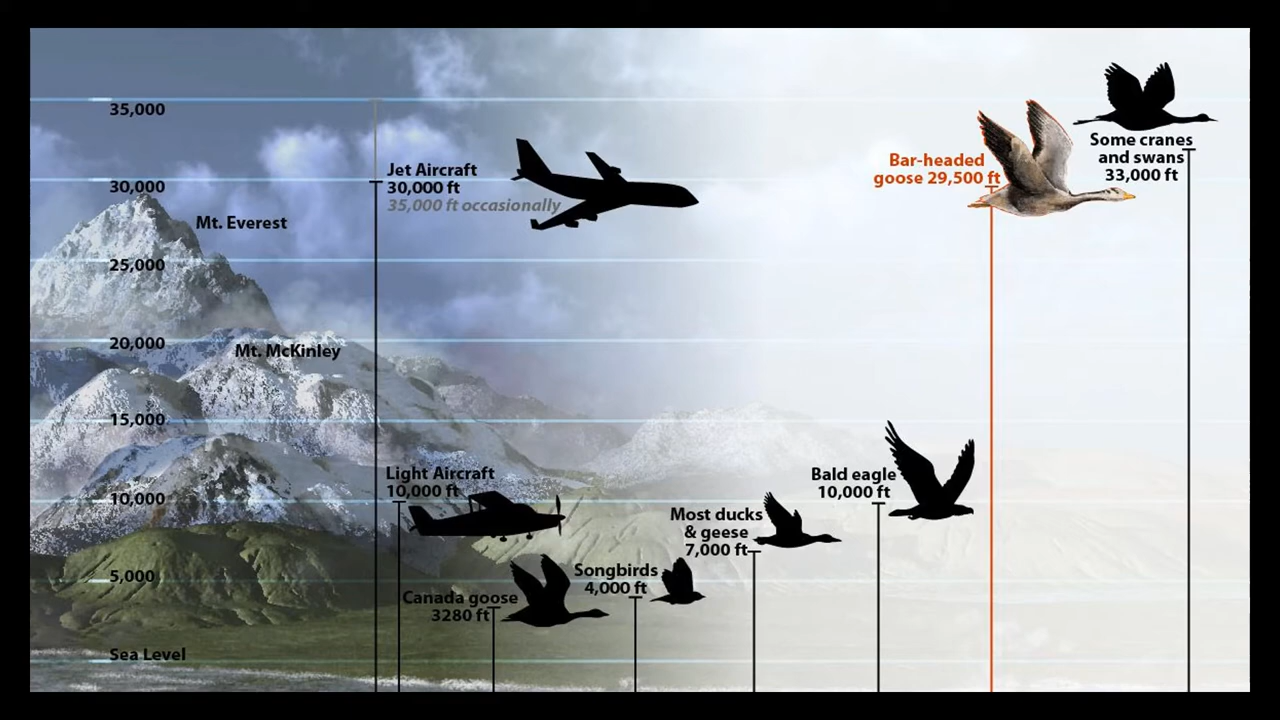 35,000
30,000
25,000
20,000
15,000
10,000
5,000
Sea Level
Mt. Everest
Mt. McKinley
Jet Aircraft
30,000 ft
35,000 ft occasionally
Light Aircraft
10,000 ft
Canada goose
3280 ft
Songbirds
4,000 ft
Most ducks
& geese
7,000 ft
Bald eagle
10,000 ft
Bar-headed
goose 29,500 ft
Some cranes
and swans
33,000 ft